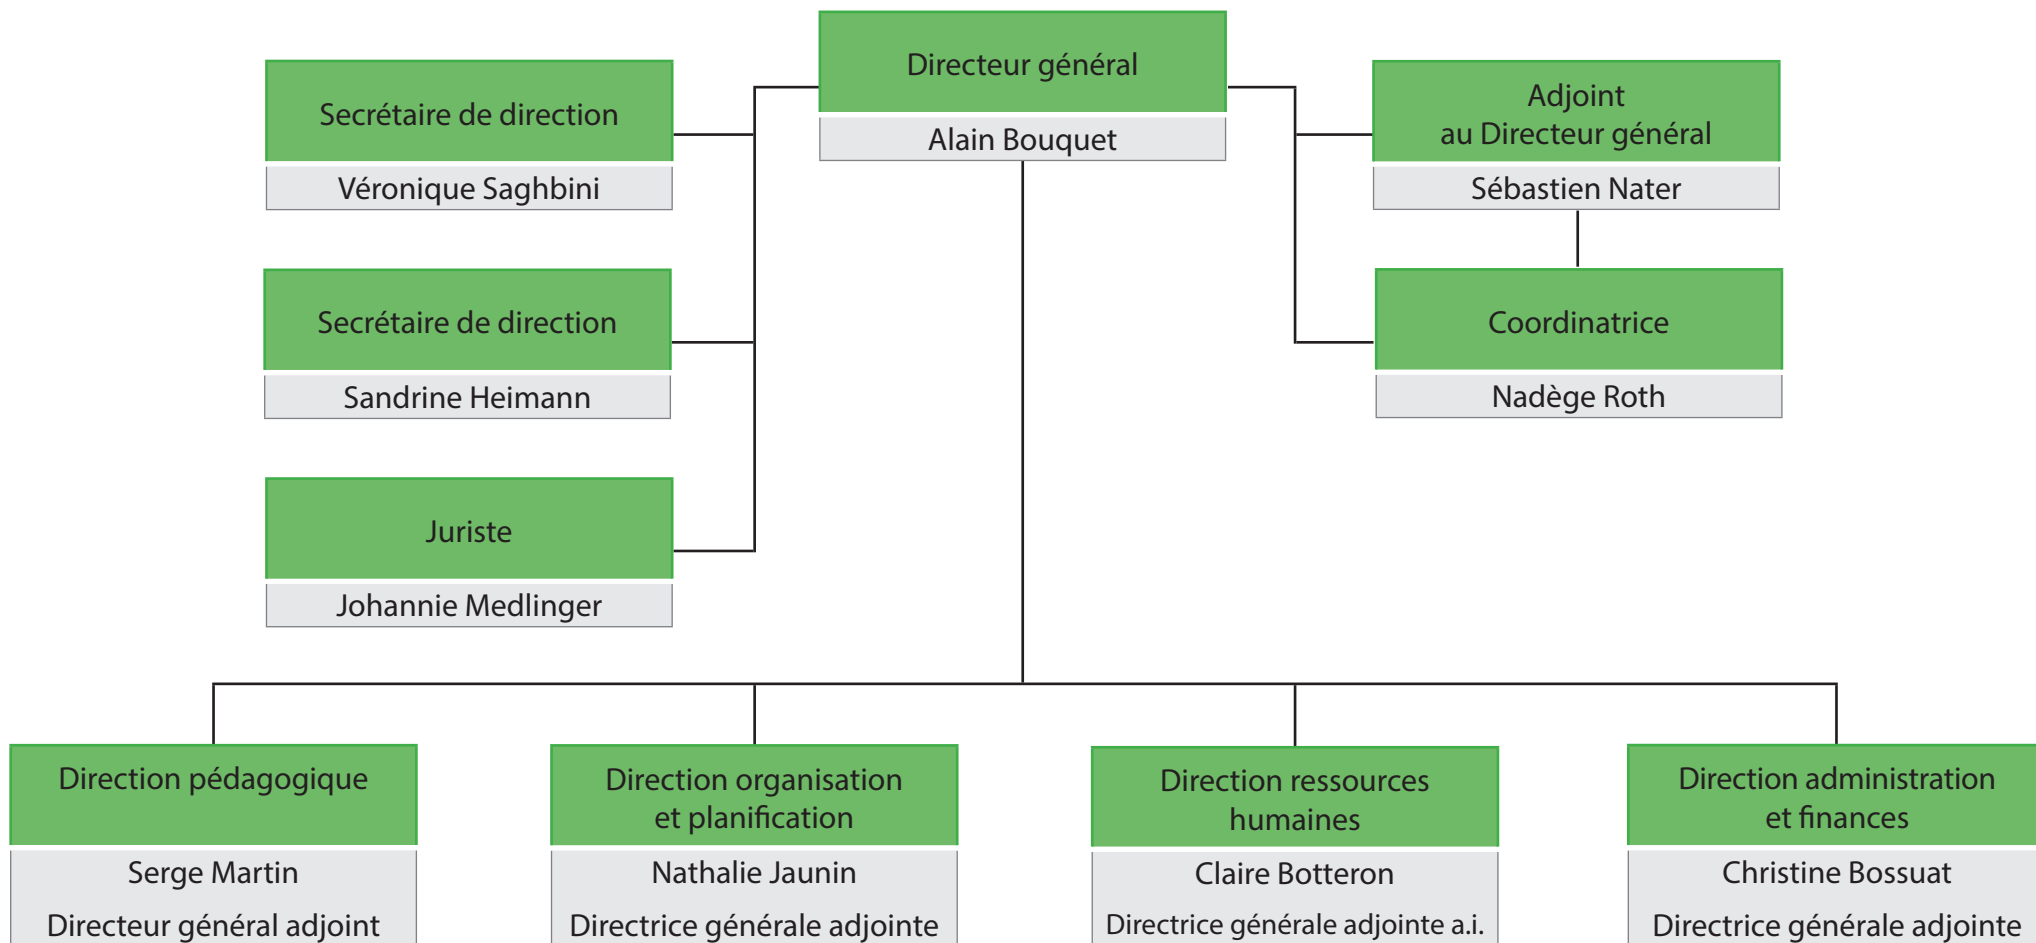 Directeur général
Alain Bouquet
Secrétaire de direction
Véronique Saghbini
Adjoint
au Directeur général
Sébastien Nater
Secrétaire de direction
Sandrine Heimann
Coordinatrice
Nadège Roth
Juriste
Johannie Medlinger
Direction pédagogique
Serge Martin
Directeur général adjoint
Direction organisation
et planification
Nathalie Jaunin
Directrice générale adjointe
Direction ressources
humaines
Claire Botteron
Directrice générale adjointe a.i.
Direction administration
et finances
Christine Bossuat
Directrice générale adjointe